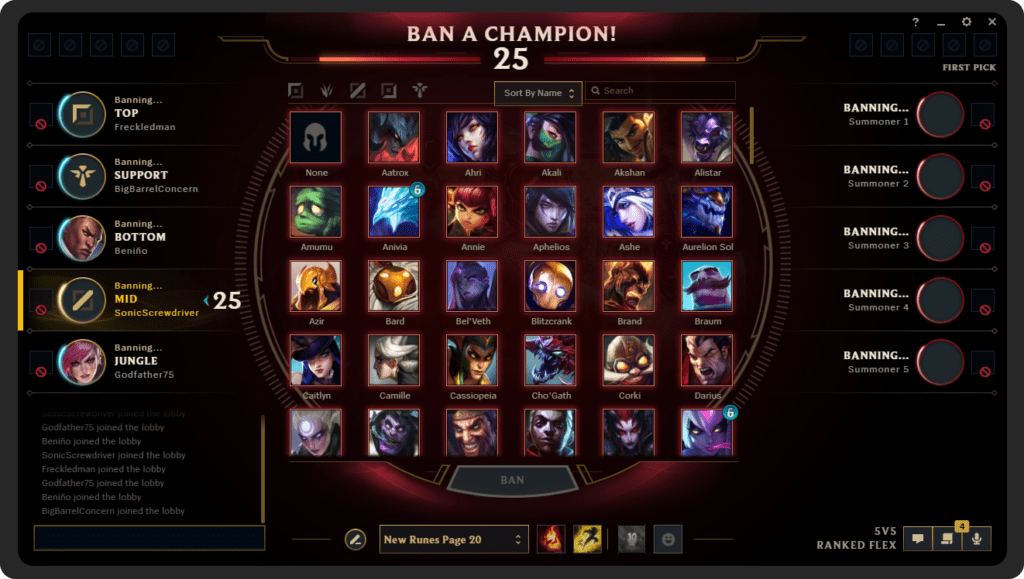 ?
BAN A CHAMPION!
25
FIRST PICK
Sort By Name
Search
Banning...
TOP
Freckledman
Banning...
SUPPORT
BigBarrelConcern
Banning...
BOTTOM
Beniño
Banning...
MID
SonicScrewdriver
25
Banning...
JUNGLE
Godfather75
None
Aatrox
Ahri
Akali
Akshan
Alistar
Amumu
Anivia
Annie
Aphelios
Ashe
Aurelion Sol
Azir
Bard
Bel'Veth
Blitzcrank
Brand
Braum
Caitlyn
Camille
Cassiopeia
Cho'Gath
Corki
Darius
BANNING...
Summoner 1
BANNING...
Summoner 2
BANNING...
Summoner 3
BANNING...
Summoner 4
BANNING...
Summoner 5
SonicScrewdriver joined the lobby
Godfather75 joined the lobby
Beniño joined the lobby
SonicScrewdriver joined the lobby
Freckledman joined the lobby
Godfather75 joined the lobby
Beniño joined the lobby
BigBarrelConcern joined the lobby
BAN
New Runes Page 20
10
5V5
RANKED FLEX
4